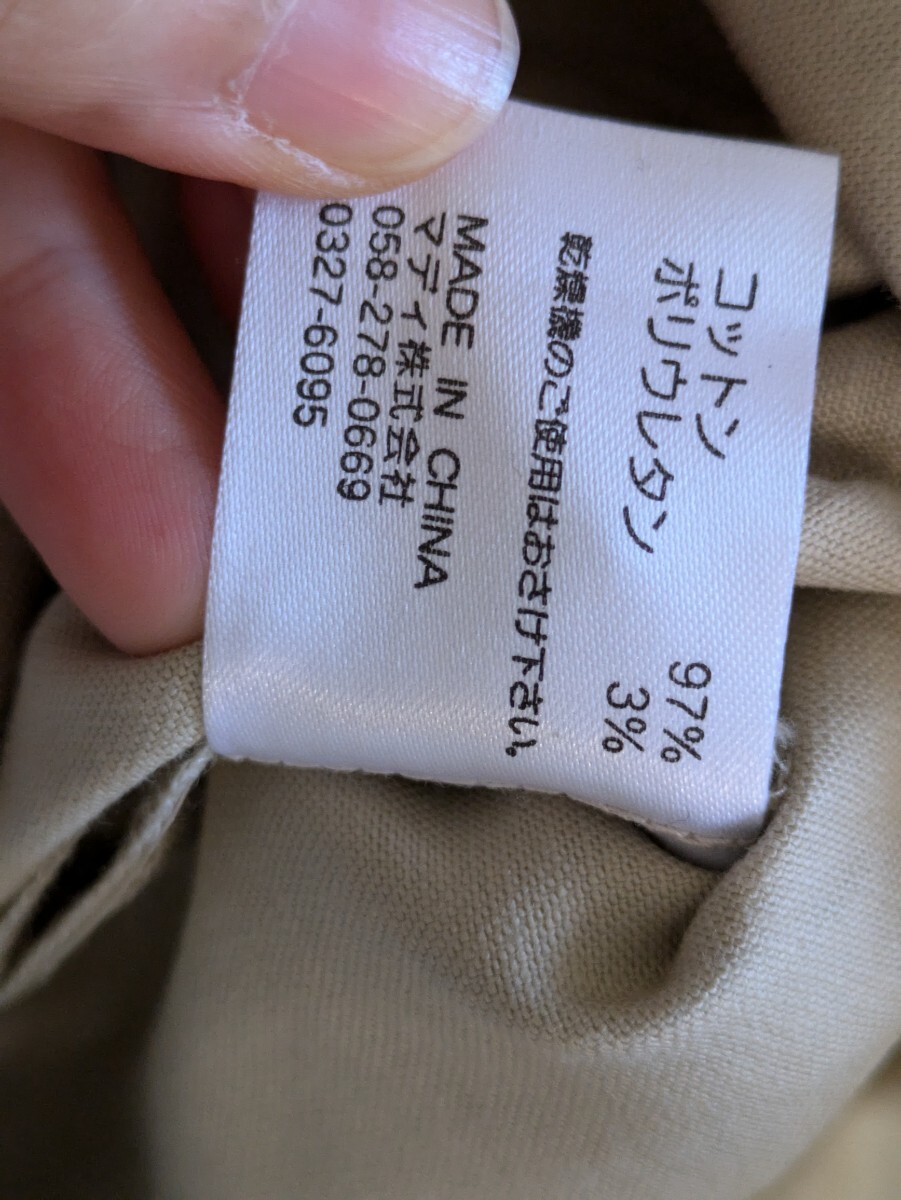 コットン 97%
ポリウレタン 3%
乾燥機のご使用はおさけ下さい。
MADE IN CHINA
マディ株式会社
058-278-0669
0327-6095